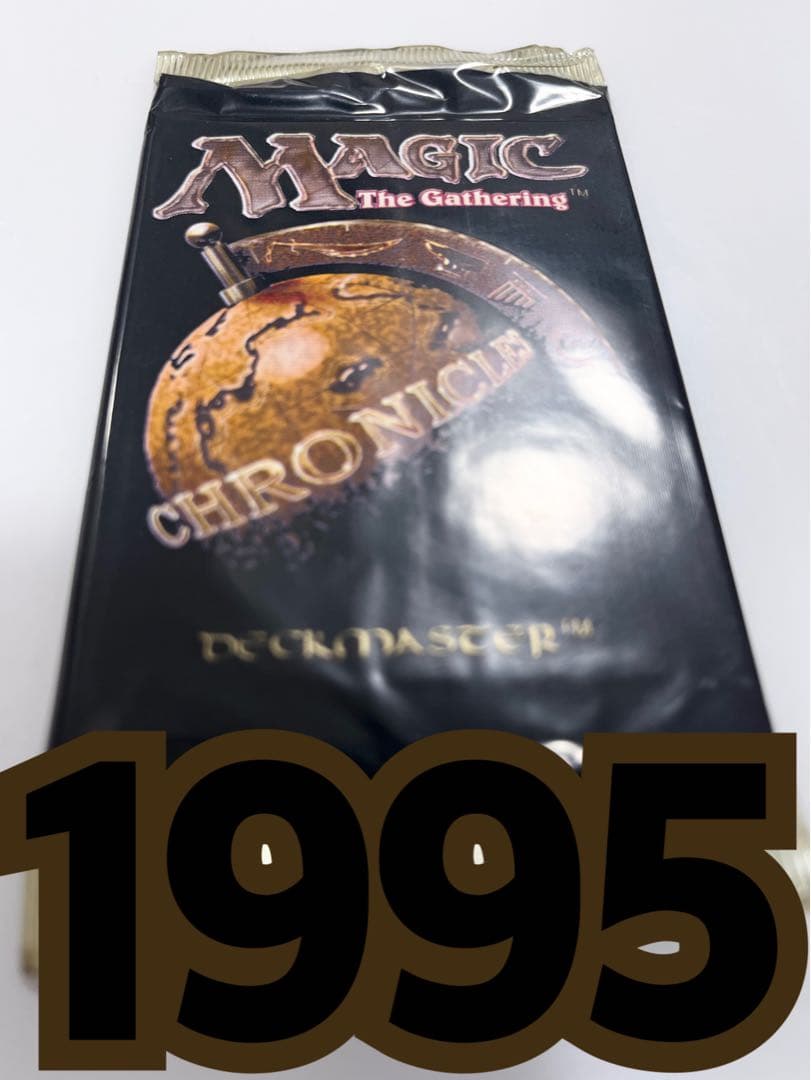 MAGIC
The Gathering™
CHRONICLES
DECKMASTER™
1995